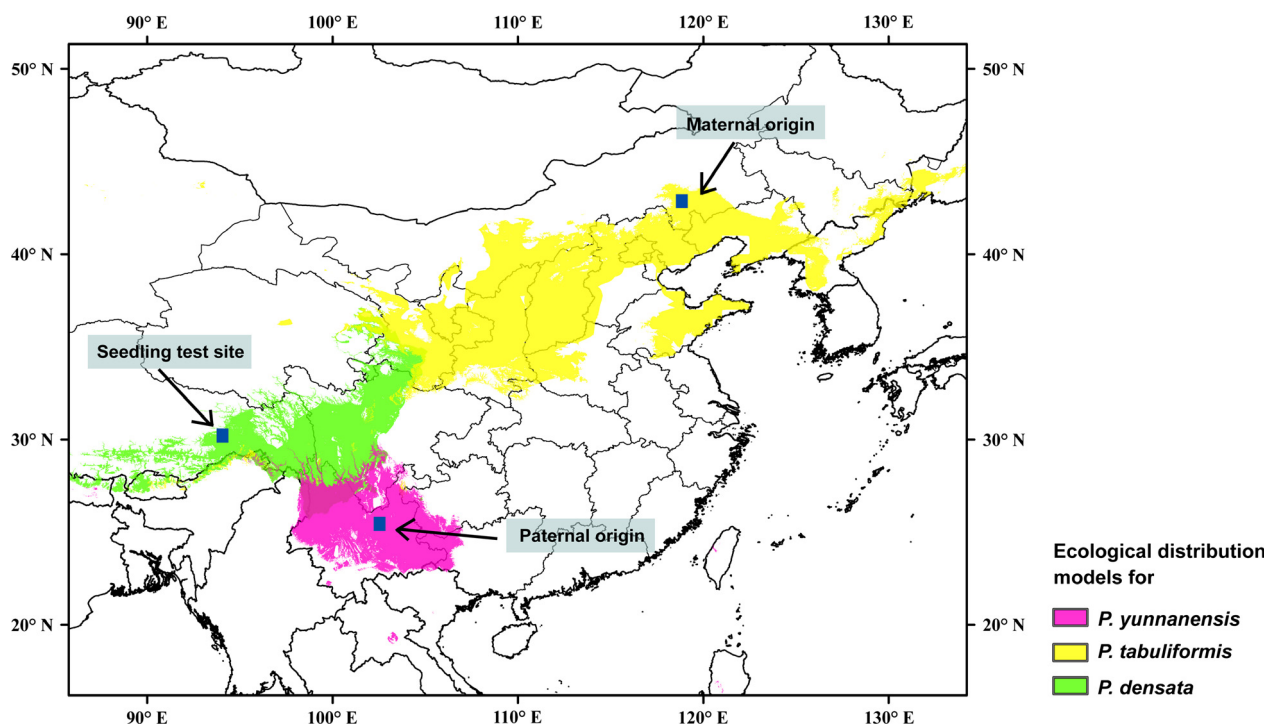 90° E 100° E 110° E 120° E 130° E
50° N 50° N
Maternal origin
40° N 40° N
Seedling test site
30° N 30° N
Paternal origin
Ecological distribution
models for
P. yunnanensis
20° N 20° N
P. tabuliformis
P. densata
90° E 100° E 110° E 120° E 130° E